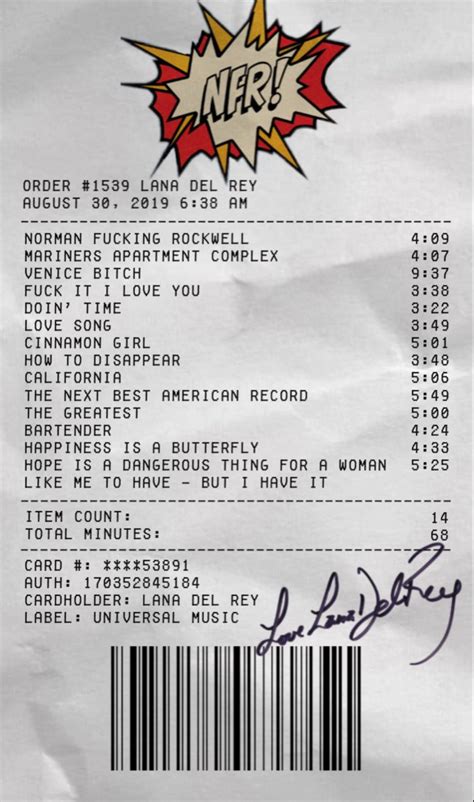 NFR!
ORDER #1539 LANA DEL REY
AUGUST 30, 2019 6:38 AM
NORMAN FUCKING ROCKWELL 4:09
MARINERS APARTMENT COMPLEX 4:07
VENICE BITCH 9:37
FUCK IT I LOVE YOU 3:38
DOIN' TIME 3:22
LOVE SONG 3:49
CINNAMON GIRL 5:01
HOW TO DISAPPEAR 3:48
CALIFORNIA 5:06
THE NEXT BEST AMERICAN RECORD 5:49
THE GREATEST 5:00
BARTENDER 4:24
HAPPINESS IS A BUTTERFLY 4:33
HOPE IS A DANGEROUS THING FOR A WOMAN 5:25
LIKE ME TO HAVE - BUT I HAVE IT
ITEM COUNT: 14
TOTAL MINUTES: 68
CARD #: ****53891
AUTH: 170352845184
CARDHOLDER: LANA DEL REY
LABEL: UNIVERSAL MUSIC
Love Lana Del Rey